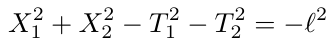 $X_1^2 + X_2^2 - T_1^2 - T_2^2 = -\ell^2$